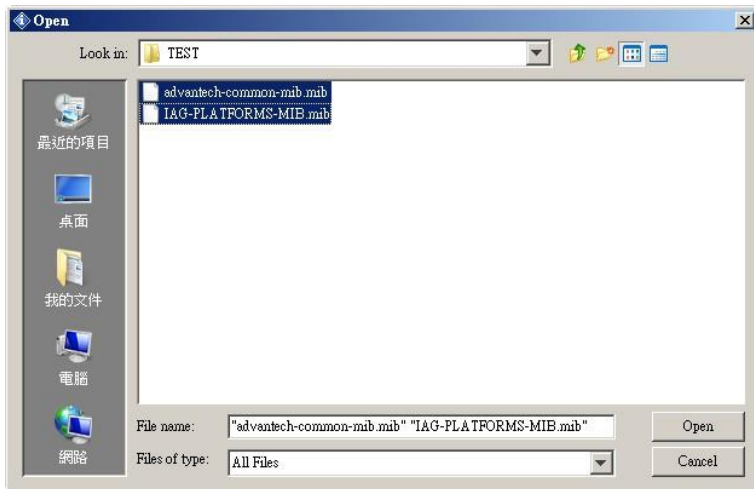 Open
Look in:
TEST
advantech-common-mib.mib
IAG-PLATFORMS-MIB.mib
最近的項目
桌面
我的文件
電腦
網路
File name:
"advantech-common-mib.mib" "IAG-PLATFORMS-MIB.mib"
Open
Files of type:
All Files
Cancel